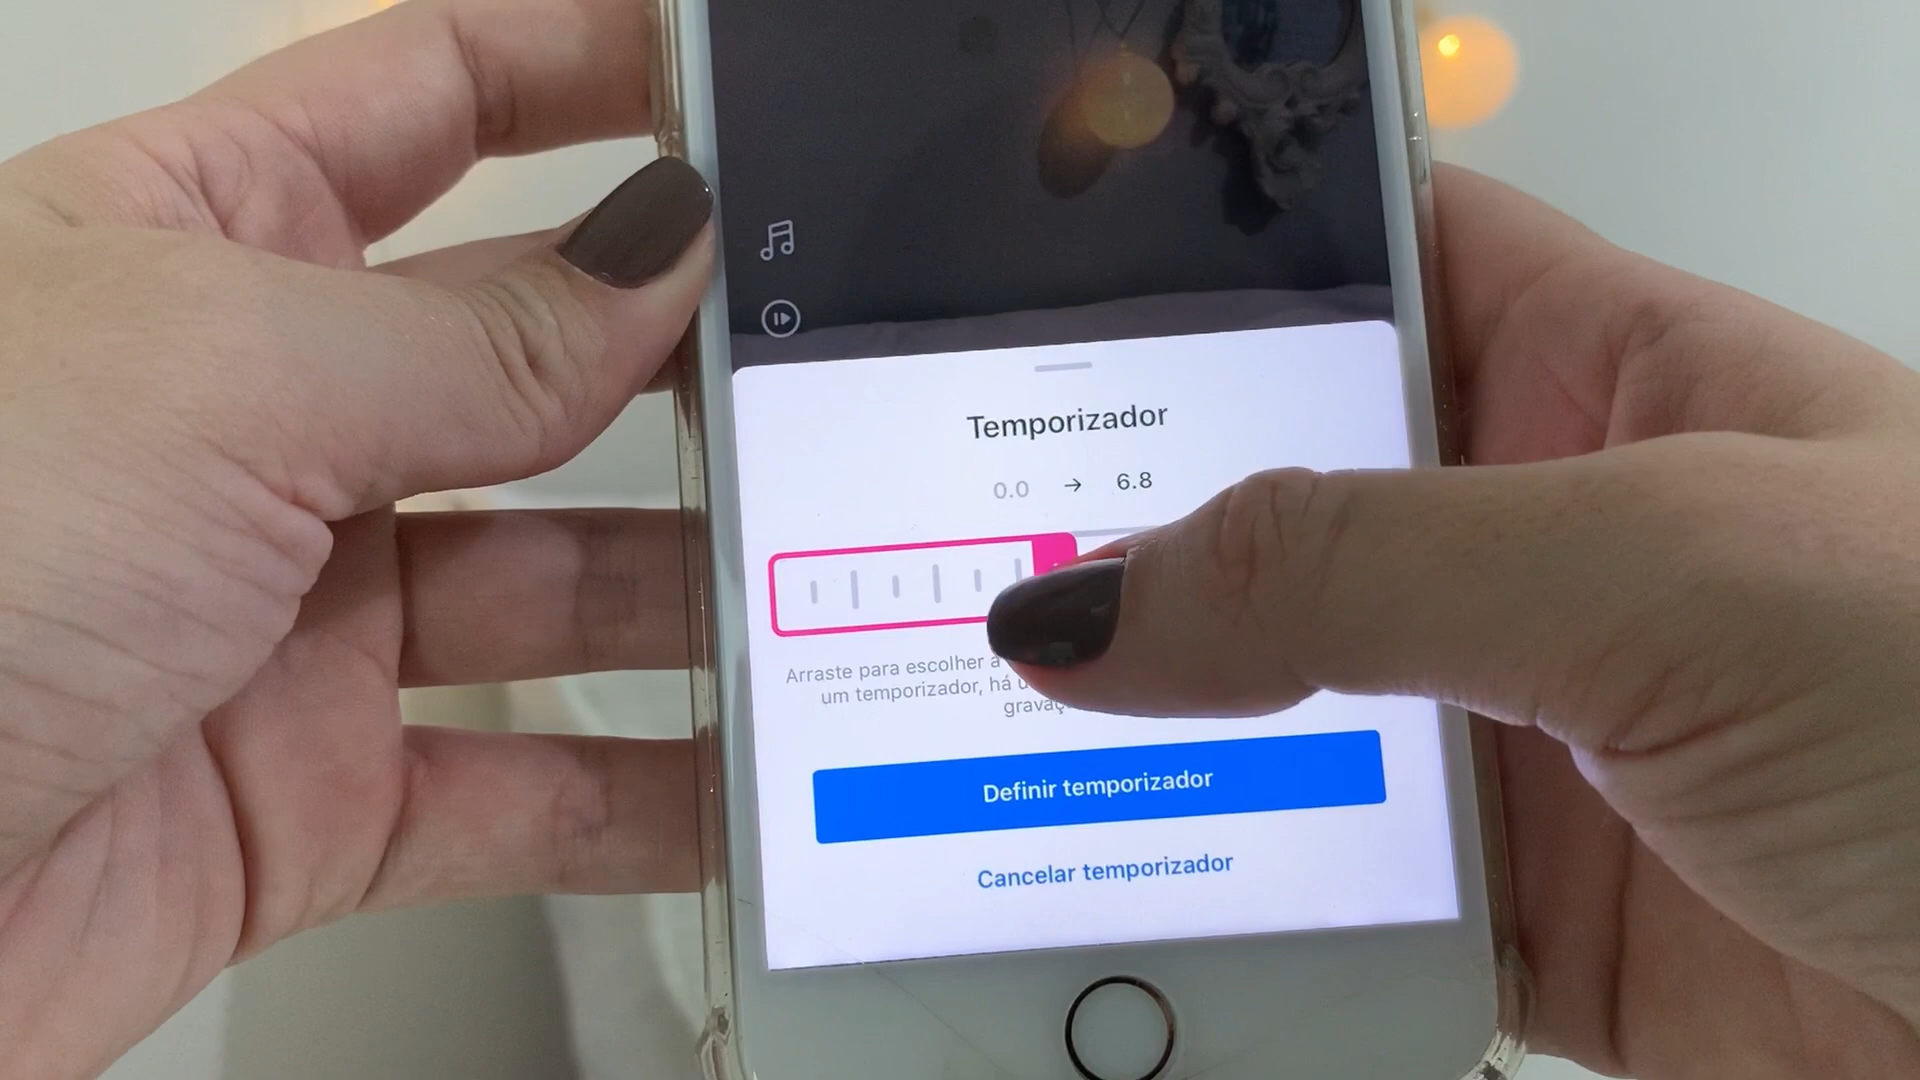 Temporizador
0.0 → 6.8
Arraste para escolher a
um temporizador, há
Definir temporizador
Cancelar temporizador